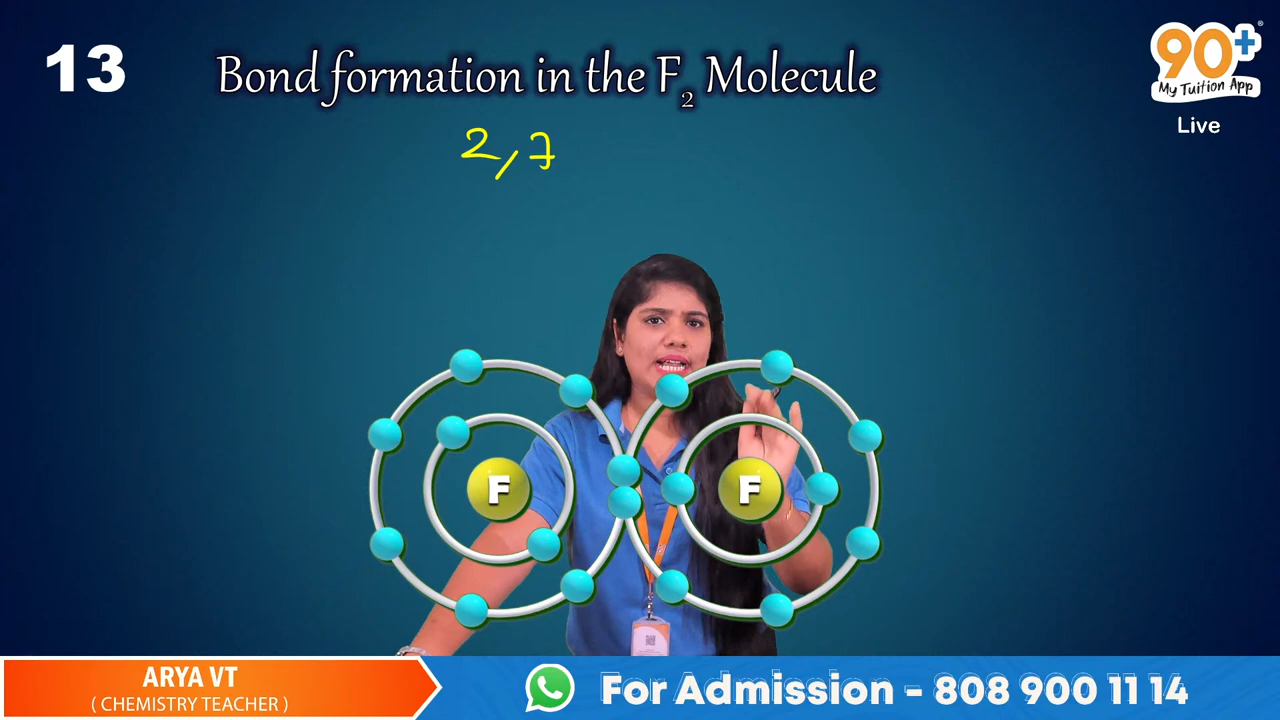 13
Bond formation in the F₂ Molecule
90+
My Tuition App
Live
2,7
F
F
ARYA VT
( CHEMISTRY TEACHER )
For Admission - 808 900 11 14